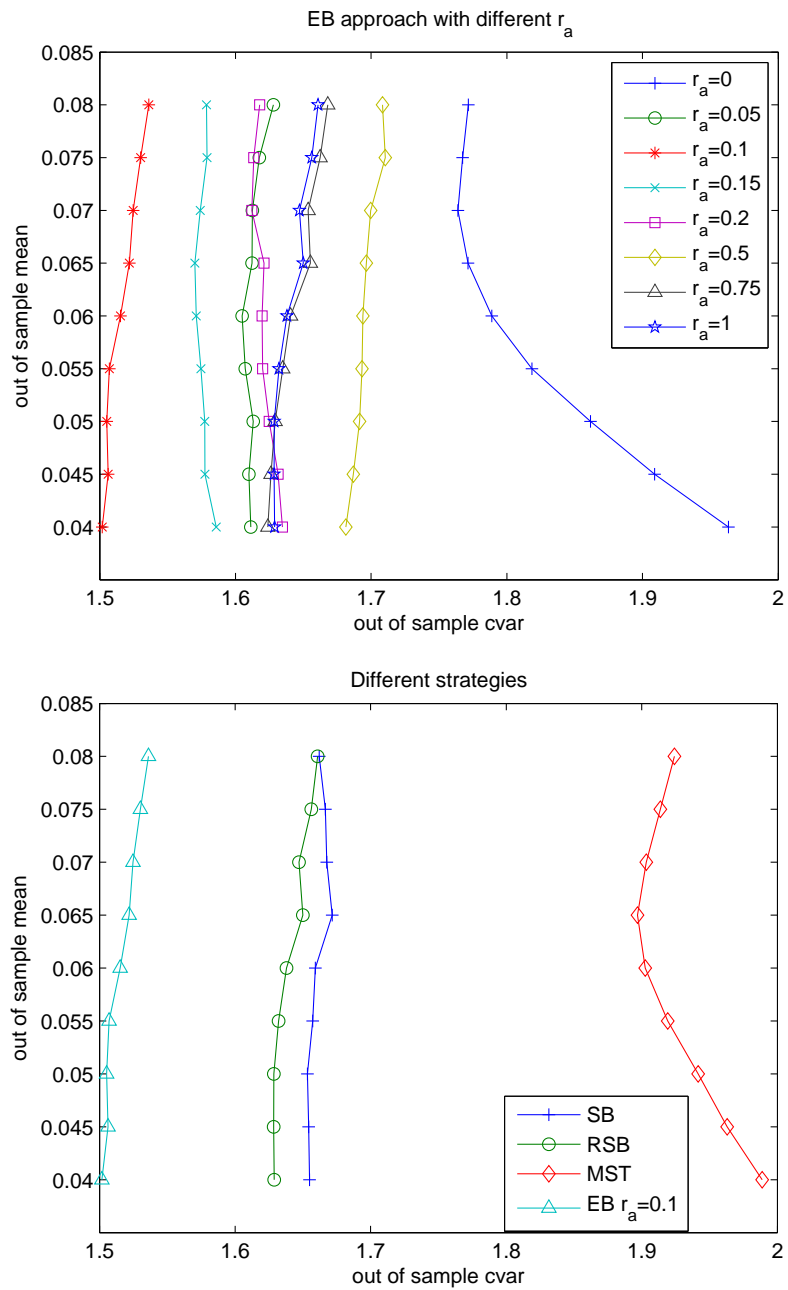 EB approach with different r_a
0.085
0.08
0.075
0.07
0.065
0.06
0.055
0.05
0.045
0.04
out of sample mean
r_a=0
r_a=0.05
r_a=0.1
r_a=0.15
r_a=0.2
r_a=0.5
r_a=0.75
r_a=1
1.5 1.6 1.7 1.8 1.9 2
out of sample cvar
Different strategies
0.085
0.08
0.075
0.07
0.065
0.06
0.055
0.05
0.045
0.04
out of sample mean
SB
RSB
MST
EB r_a=0.1
1.5 1.6 1.7 1.8 1.9 2
out of sample cvar